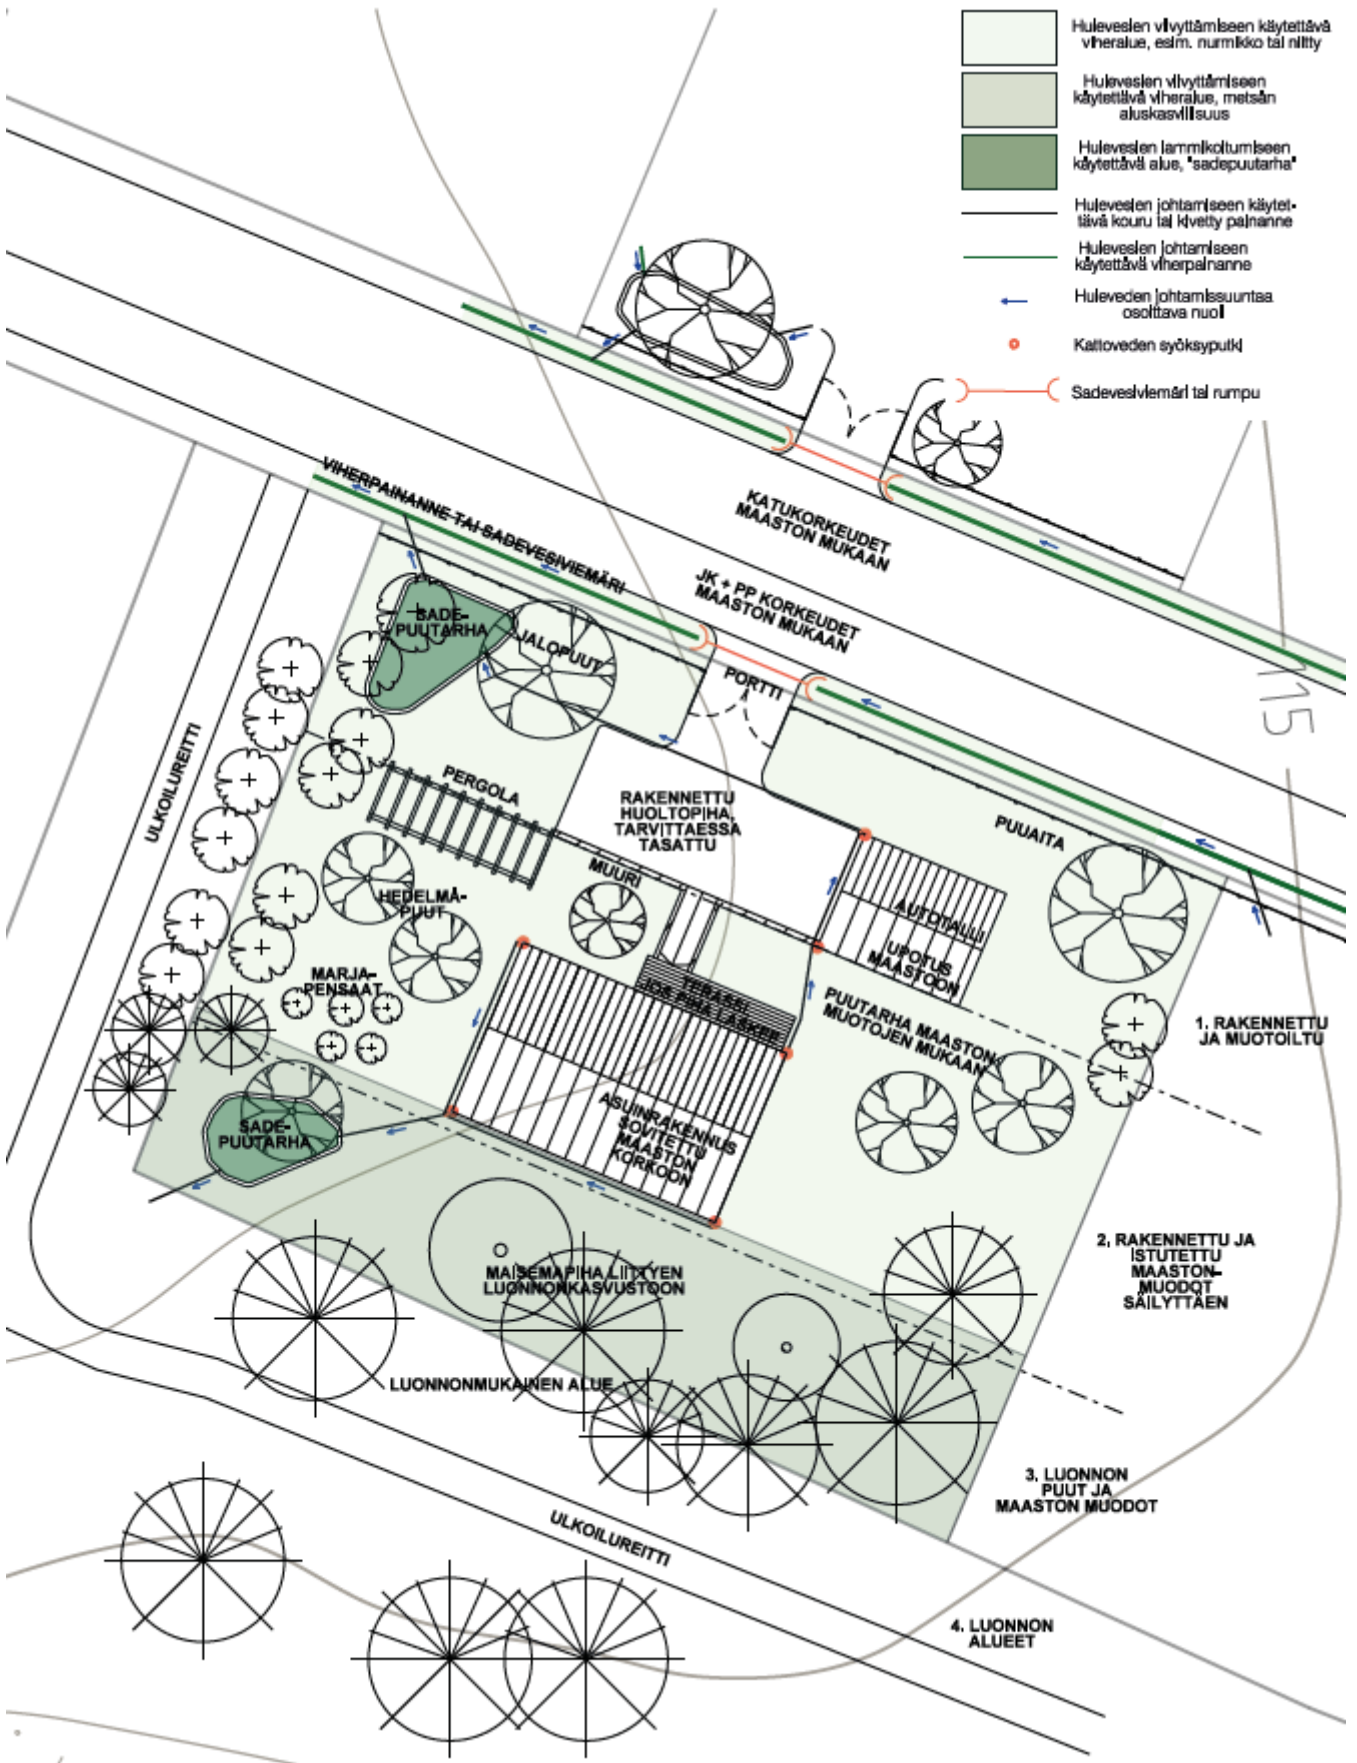 Hulevesien viivyttämiseen käytettävä
viheralue, esim. nurmikko tai niitty
Hulevesien viivyttämiseen
käytettävä viheralue, metsän
aluskasvillisuus
Hulevesien lammikoitumiseen
käytettävä alue, "sadepuutarha"
Hulevesien johtamiseen käytet-
tävä kouru tai kivetty painanne
Hulevesien johtamiseen
käytettävä viherpainanne
Huleveden johtamissuuntaa
osoittava nuoli
Kattoveden syöksyputki
Sadevesiviemäri tai rumpu
KATUKORKEUDET
MAASTON MUKAAN
VIHERPAINANNE TAI SADEVESIVIEMÄRI
JK + PP KORKEUDET
MAASTON MUKAAN
SADE-
PUUTARHA
JALOPUUT
PORTTI
115
ULKOILUREITTI
PERGOLA
RAKENNETTU
HUOLTOPIHA,
TARVITTAESSA
TASATTU
PUUAITA
MUURI
HEDELMÄ-
PUUT
AUTOTALLI
UPOTUS
MAASTOON
MARJA-
PENSAAT
TERASSI
JOS PIHA LASKEE
PUUTARHA MAASTON-
MUOTOJEN MUKAAN
1. RAKENNETTU
JA MUOTOILTU
SADE-
PUUTARHA
ASUINRAKENNUS
SOVITETTU
MAASTON
KORKOON
2. RAKENNETTU JA
ISTUTETTU
MAASTON-
MUODOT
SÄILYTTÄEN
MAISEMAPIHA LIITTYEN
LUONNONKASVUSTOON
LUONNONMUKAINEN ALUE
3. LUONNON
PUUT JA
MAASTON MUODOT
ULKOILUREITTI
4. LUONNON
ALUEET